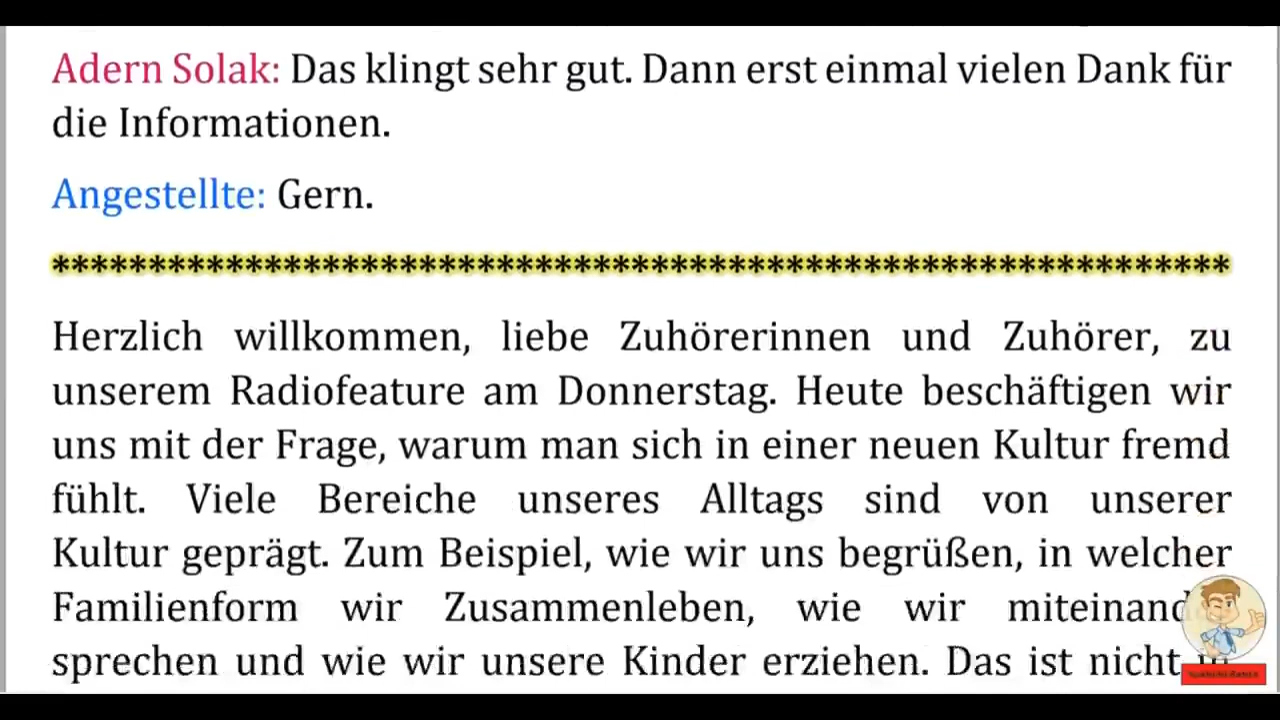 Adern Solak: Das klingt sehr gut. Dann erst einmal vielen Dank für
die Informationen.
Angestellte: Gern.
*************************************************************
Herzlich willkommen, liebe Zuhörerinnen und Zuhörer, zu
unserem Radiofeature am Donnerstag. Heute beschäftigen wir
uns mit der Frage, warum man sich in einer neuen Kultur fremd
fühlt. Viele Bereiche unseres Alltags sind von unserer
Kultur geprägt. Zum Beispiel, wie wir uns begrüßen, in welcher
Familienform wir Zusammenleben, wie wir
sprechen und wie wir unsere Kinder erziehen. Das ist nicht in